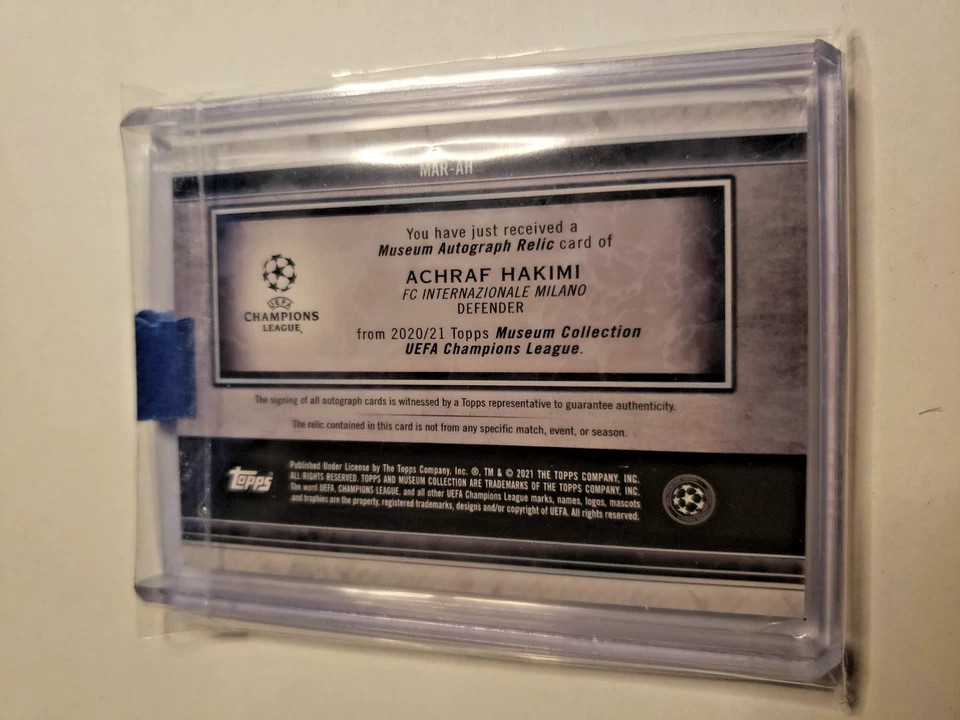 MAR-AH
You have just received a
Museum Autograph Relic card of
ACHRAF HAKIMI
FC INTERNAZIONALE MILANO
DEFENDER
from 2020/21 Topps Museum Collection
UEFA Champions League.
UEFA
CHAMPIONS
LEAGUE
The signing of all autograph cards is witnessed by a Topps representative to guarantee authenticity.
The relic contained in this card is not from any specific match, event, or season.
topps
Published Under License by The Topps Company, Inc. ®, TM & © 2021 THE TOPPS COMPANY, INC.
ALL RIGHTS RESERVED. TOPPS AND MUSEUM COLLECTION ARE TRADEMARKS OF THE TOPPS COMPANY, INC.
The word UEFA, CHAMPIONS LEAGUE, and all other UEFA Champions League marks, names, logos, mascots
and trophies are the property, registered trademarks, designs and/or copyright of UEFA. All rights reserved.